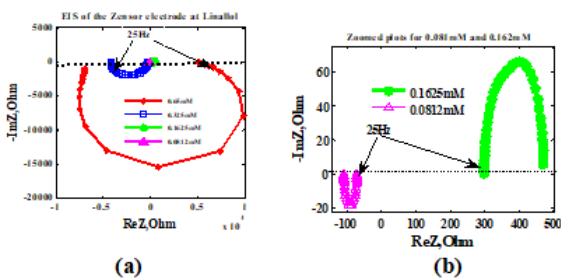 EIS of the Zensor electrode at Linallol
25Hz
-ImZ,Ohm
5000
0
-5000
-10000
-15000
-20000
0.65mM
0.325mM
0.1625mM
0.0812mM
-1 -0.5 0 0.5 1
x 10
ReZ,Ohm
(a)
Zoomed plots for 0.081mM and 0.162mM
-ImZ,Ohm
60
40
20
0
-20
0.1625mM
0.0812mM
25Hz
-100 0 100 200 300 400 500
ReZ,Ohm
(b)